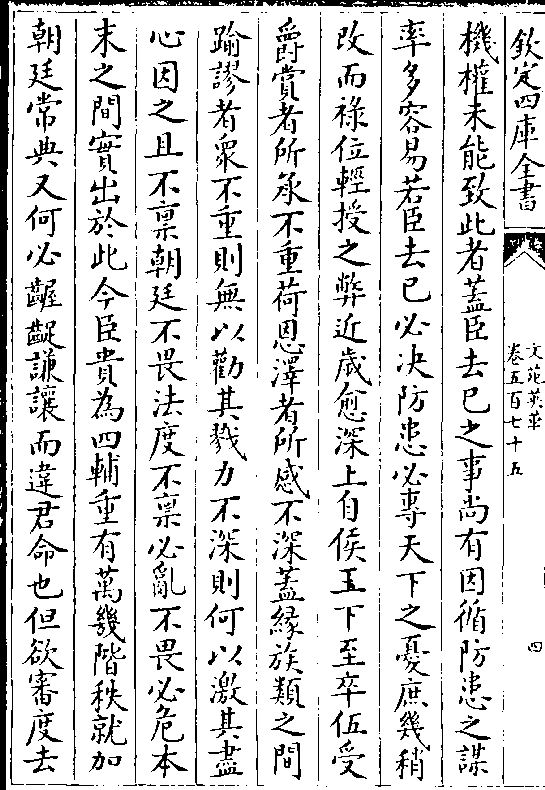 欽定四庫全書
文苑英華
卷五百七十五
四
機權未能致此者蓋臣去巳之事尚有因循防患之謀
率多容易若臣去巳必决防患必專天下之憂庶幾稍
改而祿位輕授之弊近歲愈深上自侯王下至卒伍受
爵賞者所承不重荷恩澤者所感不深蓋緣族類之間
踰謬者衆不重則無以勸其戮力不深則何以激其盡
心因之且不禀朝廷不畏法度不禀必亂不畏必危本
末之間實出於此今臣貴為四輔重有萬幾階秩就加
朝廷常典又何必齷齪謙讓而違君命也但欲審度去